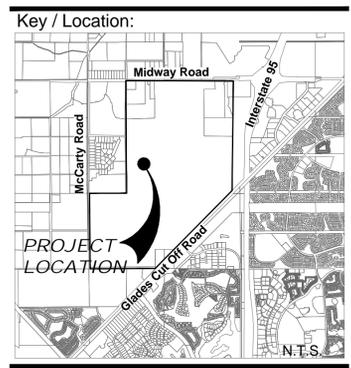 Key / Location:
Midway Road
Interstate 95
McCarty Road
PROJECT
LOCATION
Glades Cut Off Road
N.T.S.